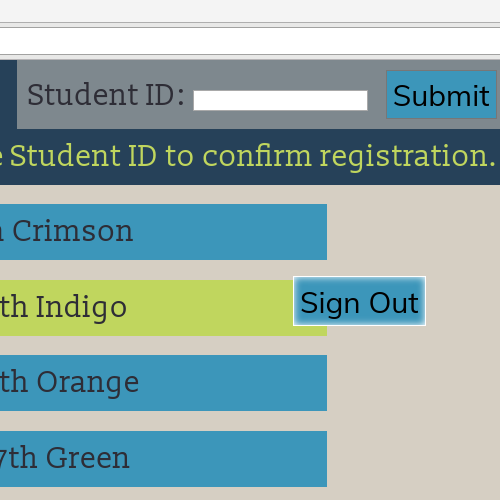 Student ID:
Submit
Student ID to confirm registration.
Crimson
th Indigo
Sign Out
th Orange
7th Green